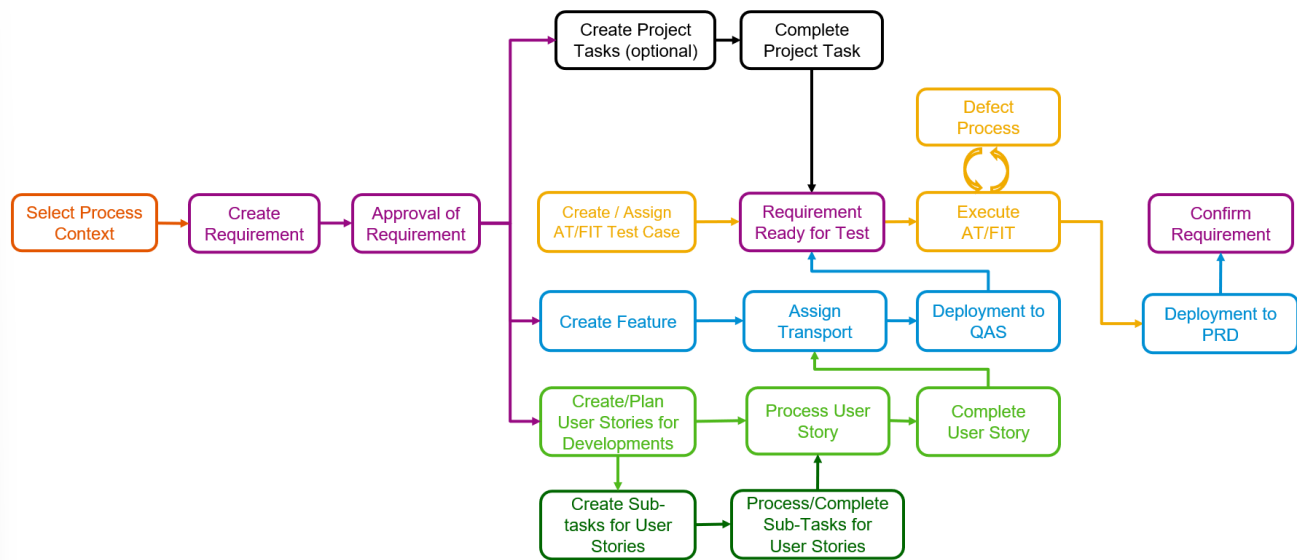 Create Project
Tasks (optional)
Complete
Project Task
Defect
Process
Select Process
Context
Create
Requirement
Approval of
Requirement
Create / Assign
AT/FIT Test Case
Requirement
Ready for Test
Execute
AT/FIT
Confirm
Requirement
Create Feature
Assign
Transport
Deployment to
QAS
Deployment to
PRD
Create/Plan
User Stories for
Developments
Process User
Story
Complete
User Story
Create Sub-
tasks for User
Stories
Process/Complete
Sub-Tasks for
User Stories